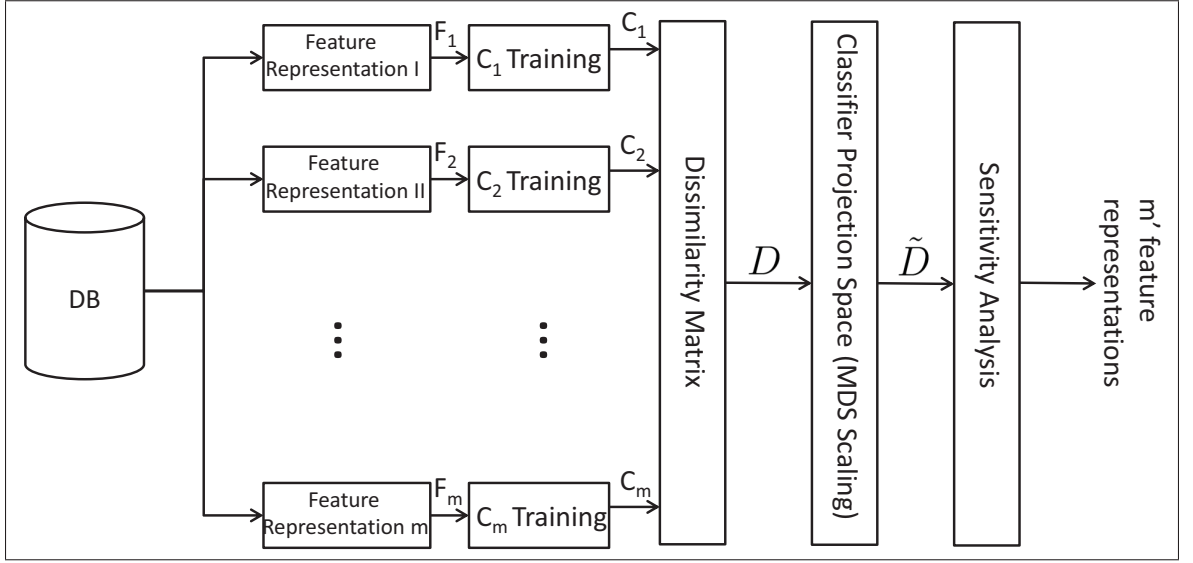 DB
Feature
Representation I
F1
C1 Training
C1
Feature
Representation II
F2
C2 Training
C2
Feature
Representation m
Fm
Cm Training
Cm
Dissimilarity Matrix
D
Classifier Projection Space (MDS Scaling)
D̃
Sensitivity Analysis
m' feature
representations